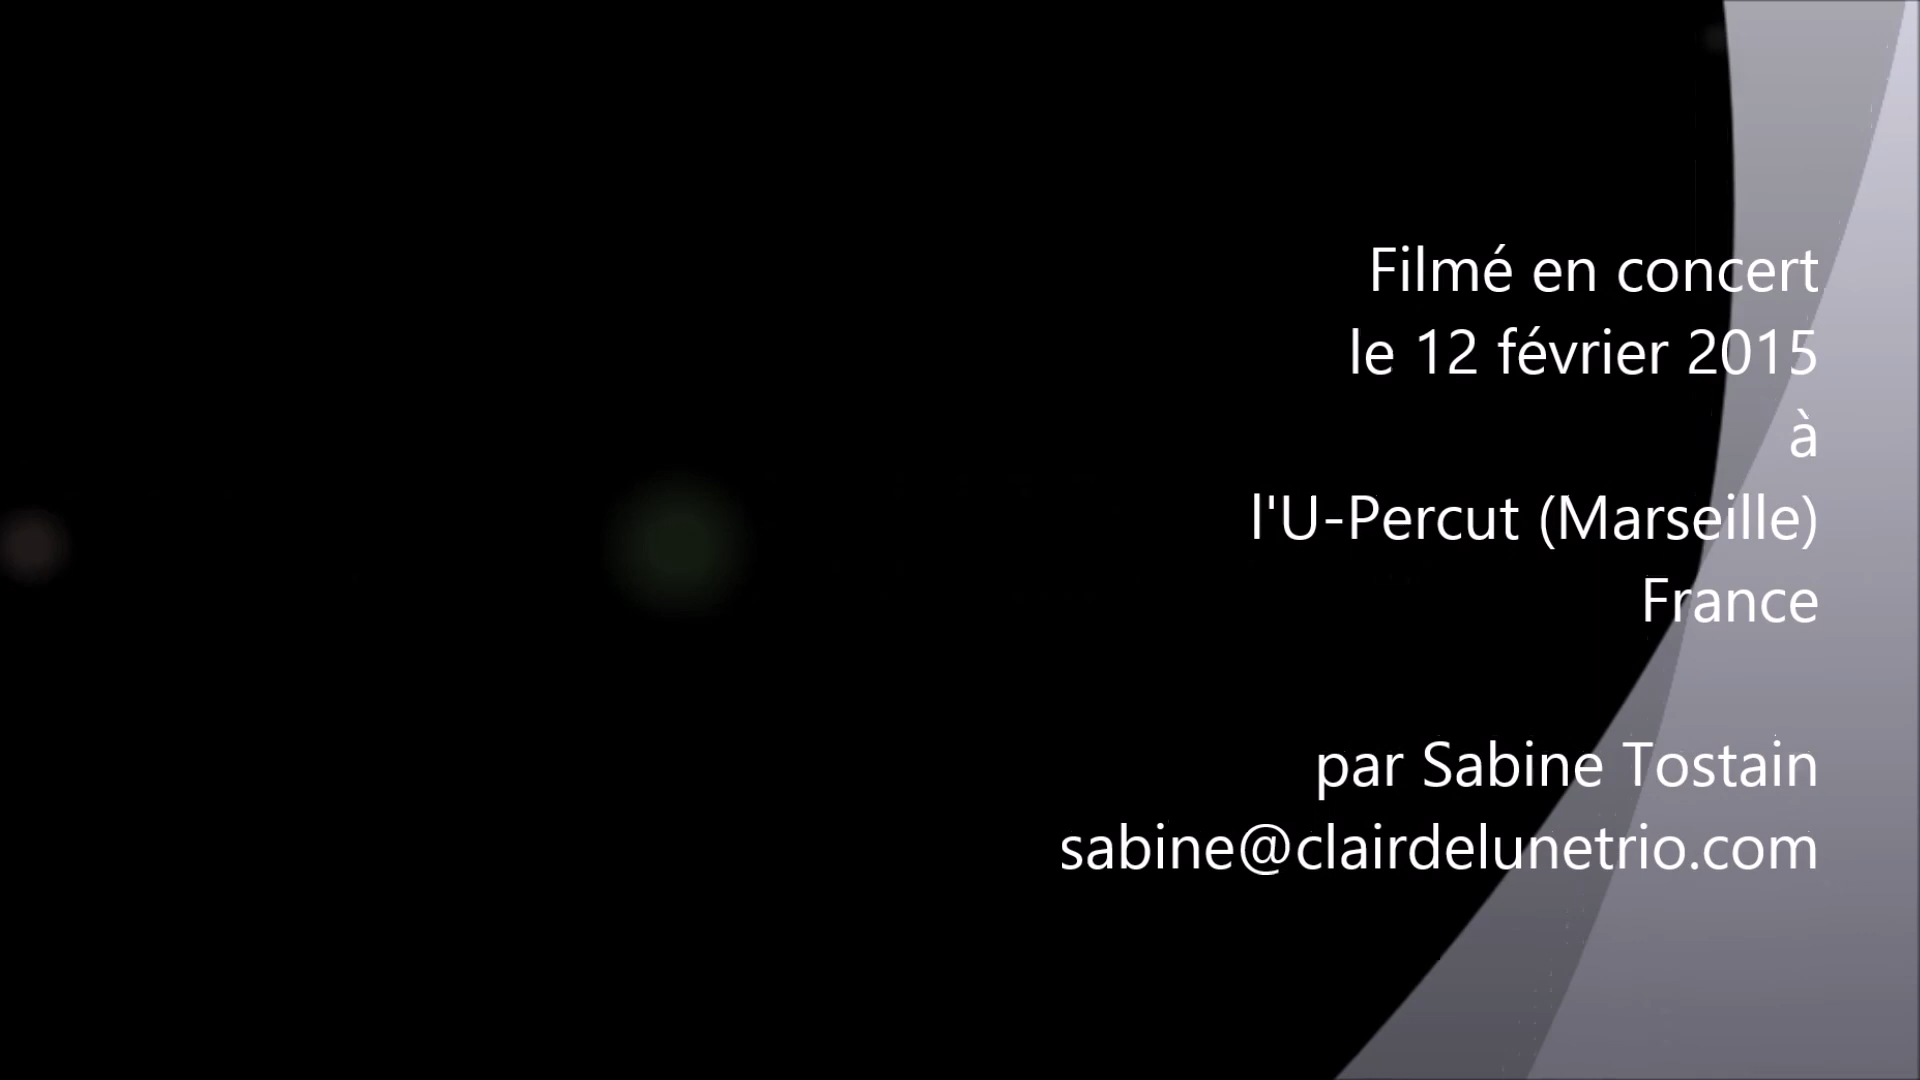 Filmé en concert
le 12 février 2015
à
l'U-Percut (Marseille)
France
par Sabine Tostain
sabine@clairdelunetrio.com